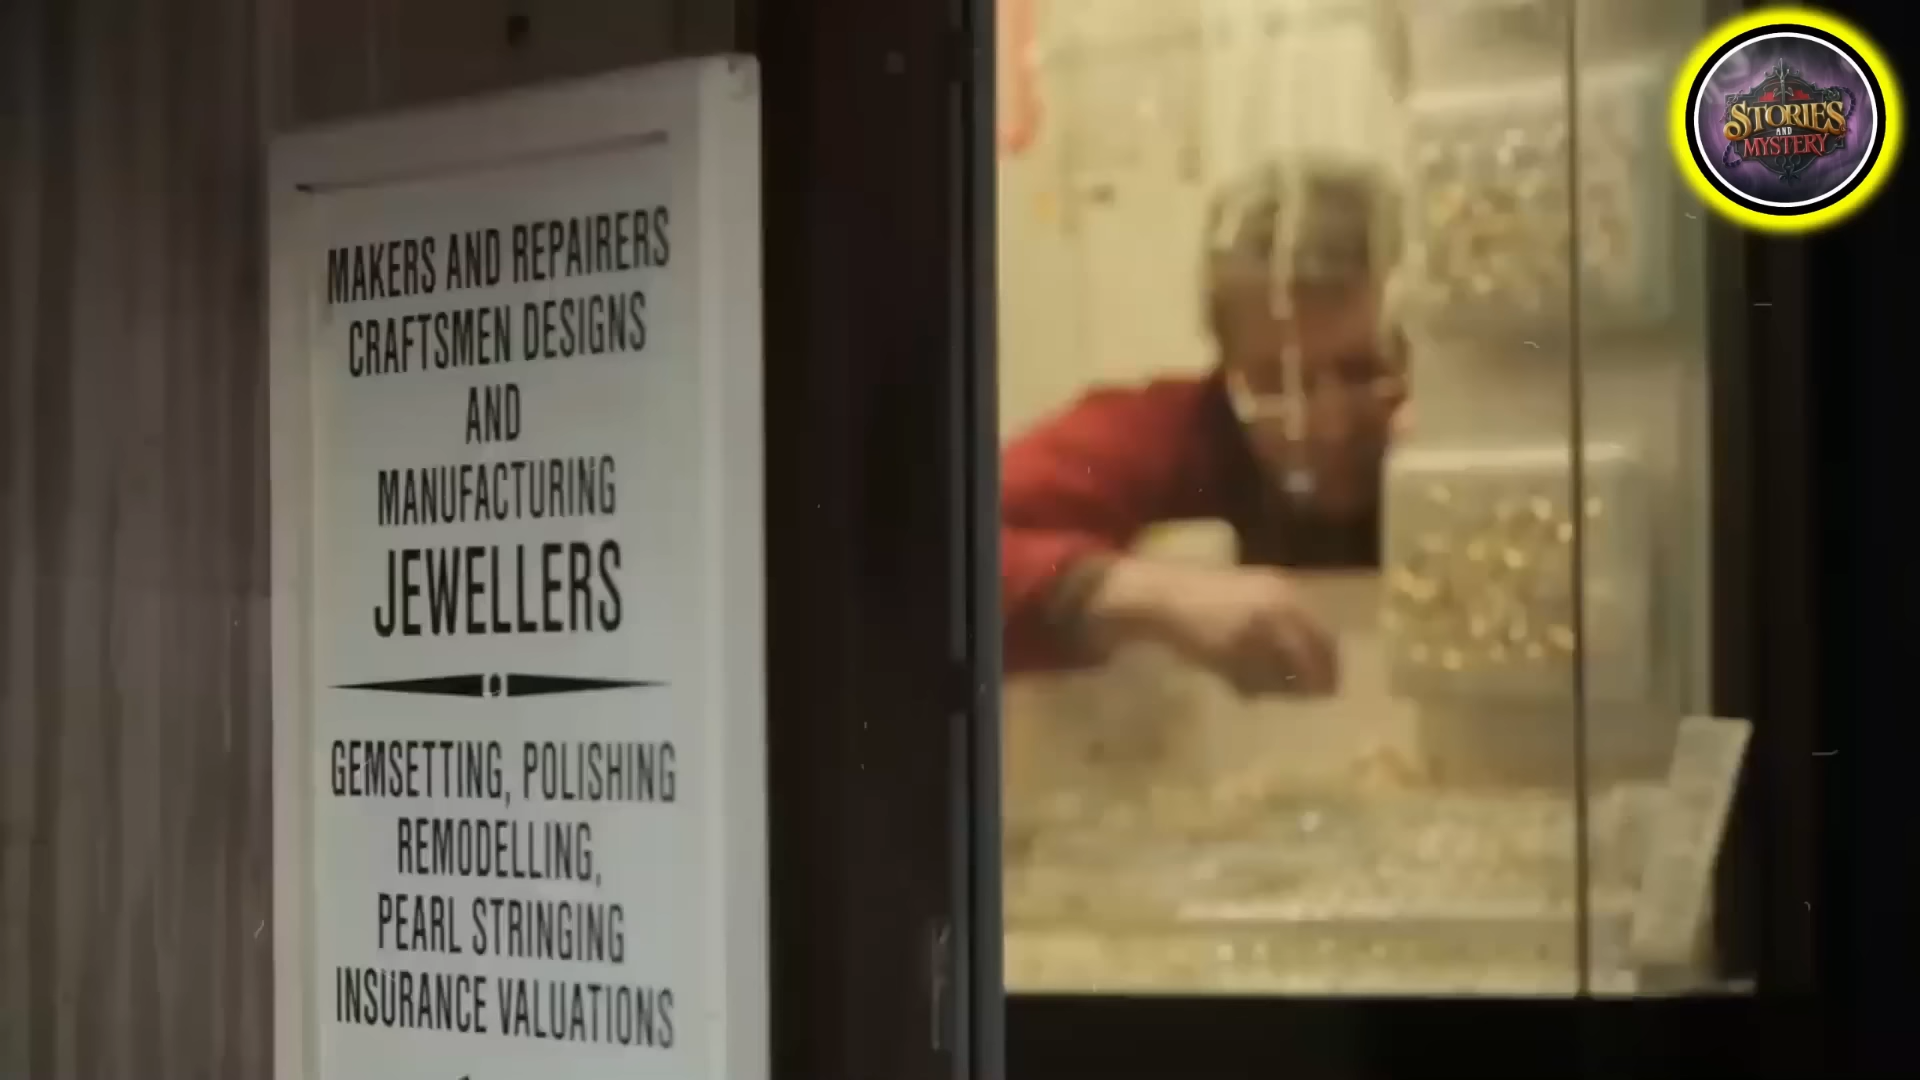 MAKERS AND REPAIRERS
CRAFTSMEN DESIGNS
AND
MANUFACTURING
JEWELLERS
GEMSETTING, POLISHING
REMODELLING,
PEARL STRINGING
INSURANCE VALUATIONS
STORIES
AND
MYSTERY